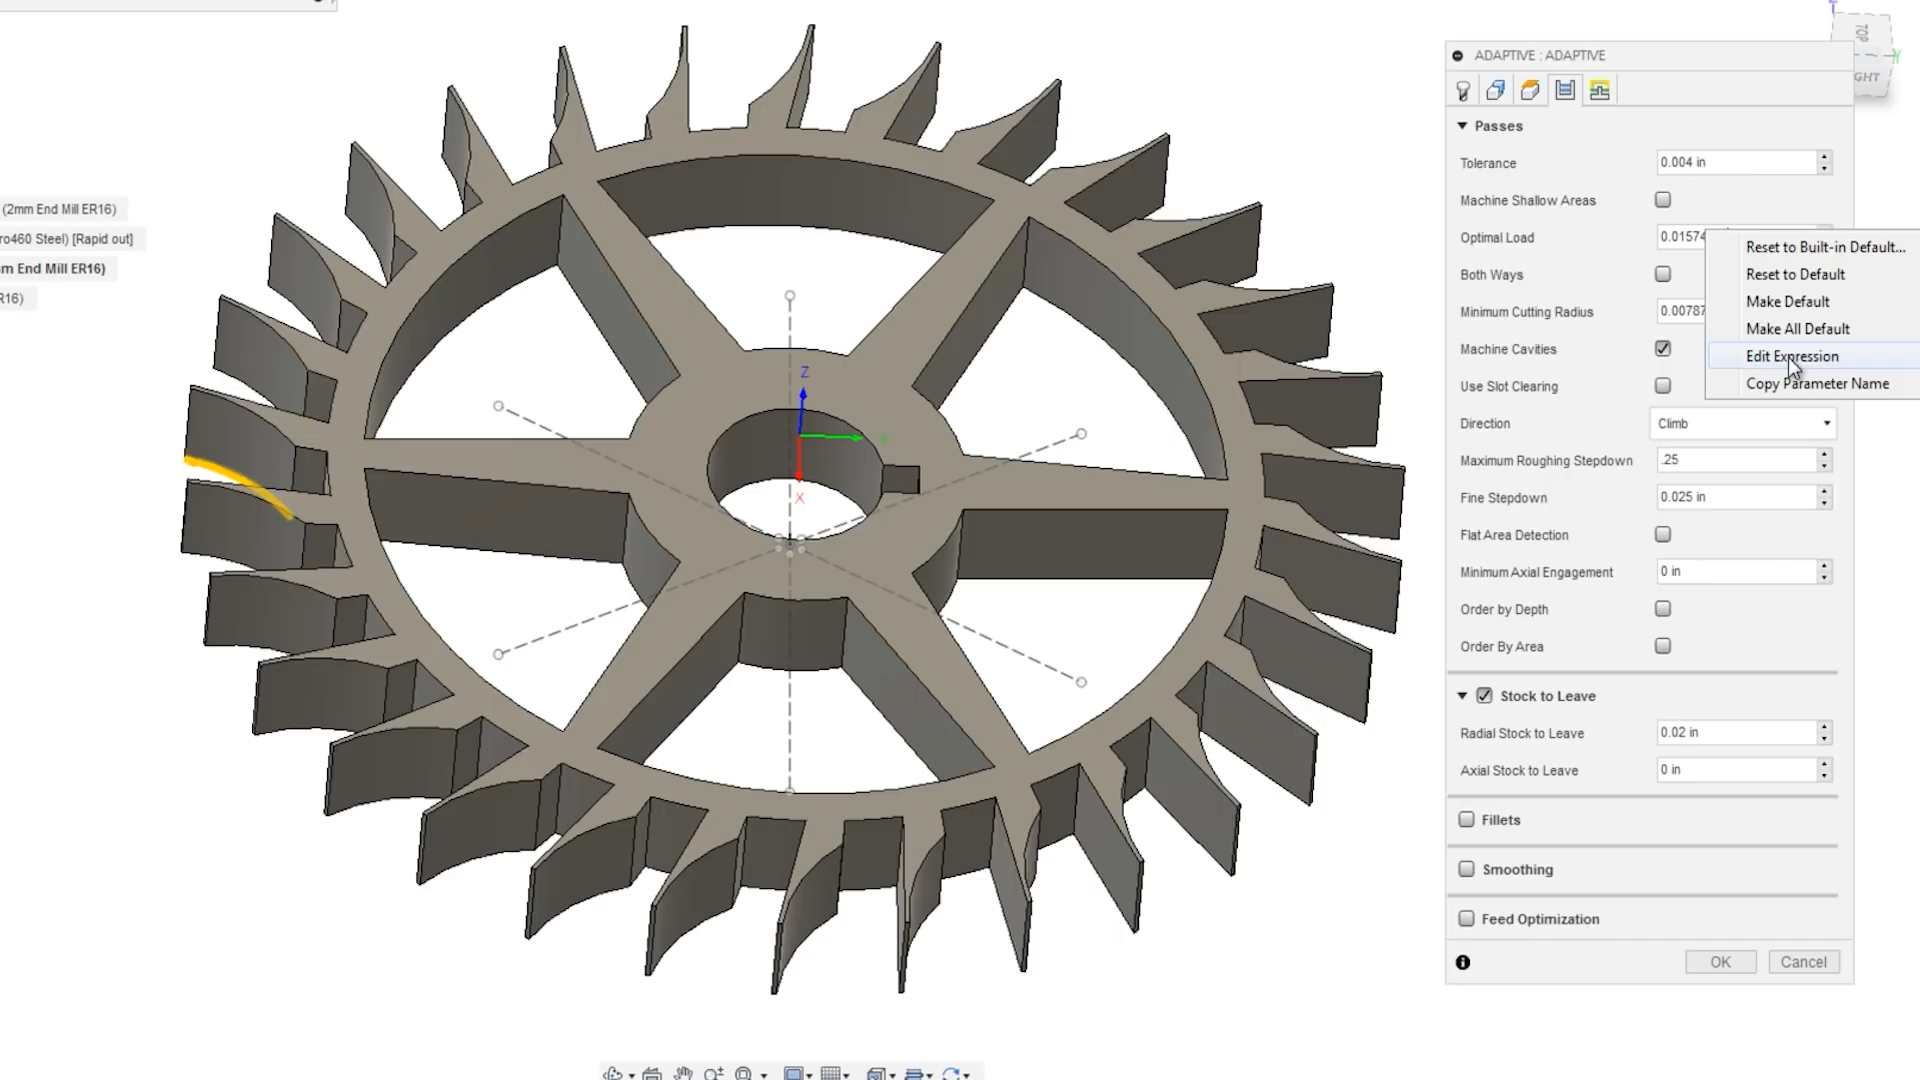 TOP
GHT
Y
ADAPTIVE : ADAPTIVE
Passes
Tolerance 0.004 in
Machine Shallow Areas
Optimal Load 0.01574
Both Ways
Minimum Cutting Radius 0.00787
Machine Cavities
Use Slot Clearing
Direction Climb
Maximum Roughing Stepdown .25
Fine Stepdown 0.025 in
Flat Area Detection
Minimum Axial Engagement 0 in
Order by Depth
Order By Area
Stock to Leave
Radial Stock to Leave 0.02 in
Axial Stock to Leave 0 in
Fillets
Smoothing
Feed Optimization
OK Cancel
Reset to Built-in Default...
Reset to Default
Make Default
Make All Default
Edit Expression
Copy Parameter Name
(2mm End Mill ER16)
ro460 Steel) [Rapid out]
m End Mill ER16)
R16)
Z
X